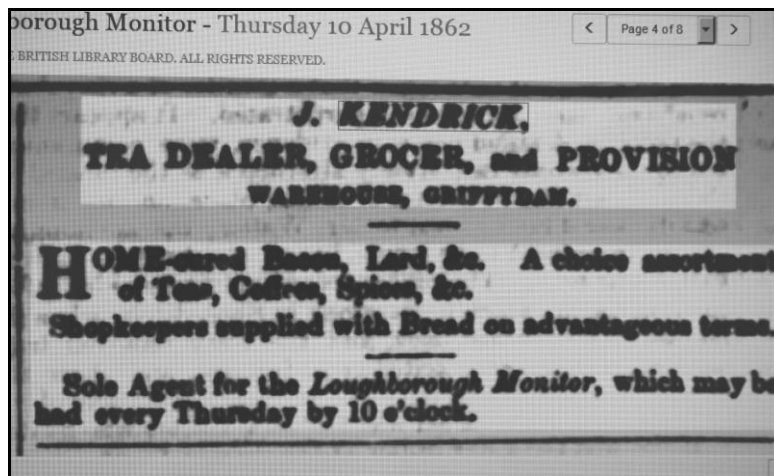 borough Monitor - Thursday 10 April 1862
Page 4 of 8
BRITISH LIBRARY BOARD. ALL RIGHTS RESERVED.
J. KENDRICK,
TEA DEALER, GROCER, and PROVISION
WAREHOUSE, GRIFFYDAM.
HOME-cured Bacon, Lard, &c. A choice assortment
of Teas, Coffees, Spices, &c.
Shopkeepers supplied with Bread on advantageous terms.
Sole Agent for the Loughborough Monitor, which may be
had every Thursday by 10 o'clock.